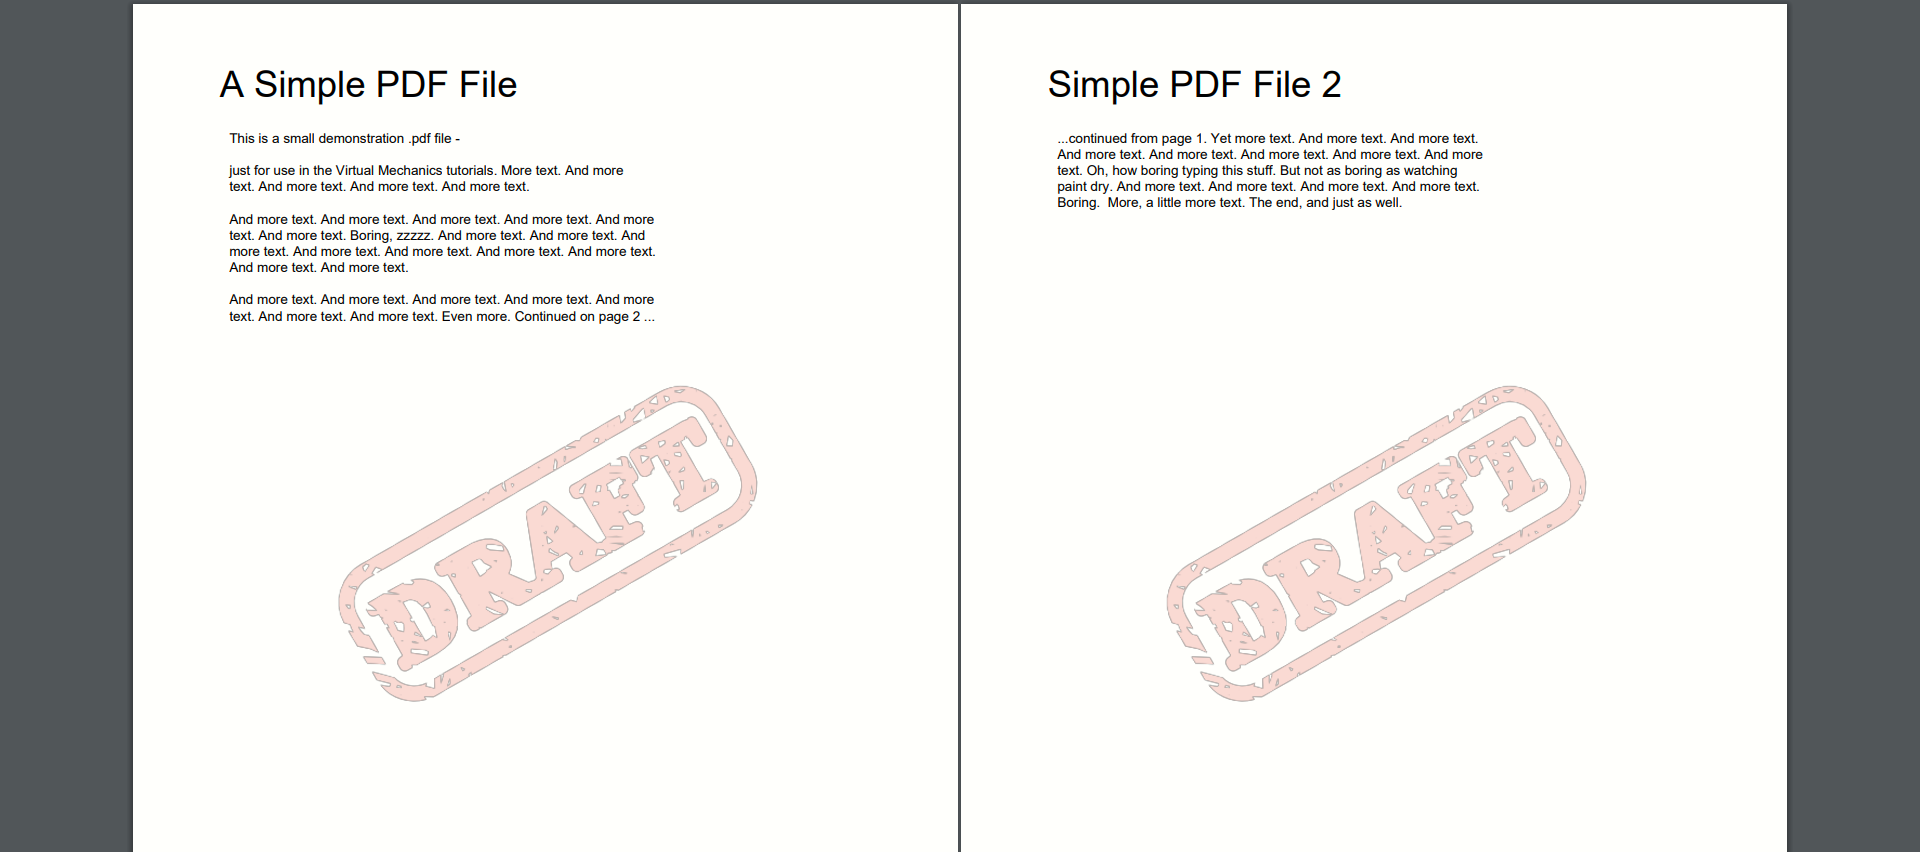 A Simple PDF File
This is a small demonstration .pdf file -
just for use in the Virtual Mechanics tutorials. More text. And more
text. And more text. And more text. And more text.
And more text. And more text. And more text. And more text. And more
text. And more text. Boring, zzzzz. And more text. And more text. And
more text. And more text. And more text. And more text. And more text.
And more text. And more text.
And more text. And more text. And more text. And more text. And more
text. And more text. And more text. Even more. Continued on page 2 ...
DRAFT
Simple PDF File 2
...continued from page 1. Yet more text. And more text. And more text.
And more text. And more text. And more text. And more text. And more
text. Oh, how boring typing this stuff. But not as boring as watching
paint dry. And more text. And more text. And more text. And more text.
Boring.  More, a little more text. The end, and just as well.
DRAFT